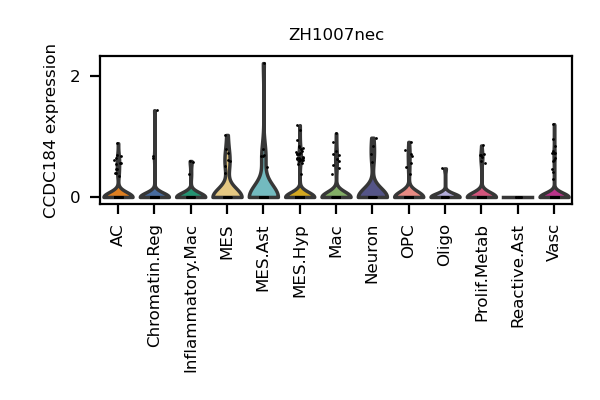 ZH1007nec
CCDC184 expression
2
0
AC
Chromatin.Reg
Inflammatory.Mac
MES
MES.Ast
MES.Hyp
Mac
Neuron
OPC
Oligo
Prolif.Metab
Reactive.Ast
Vasc